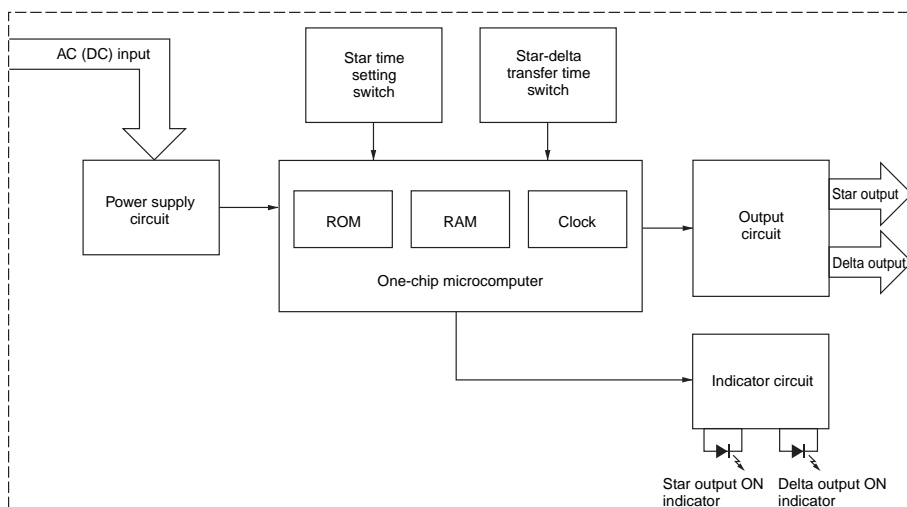 AC (DC) input
Star time
setting
switch
Star-delta
transfer time
switch
Power supply
circuit
ROM
RAM
Clock
One-chip microcomputer
Output
circuit
Star output
Delta output
Indicator circuit
Star output ON
indicator
Delta output ON
indicator